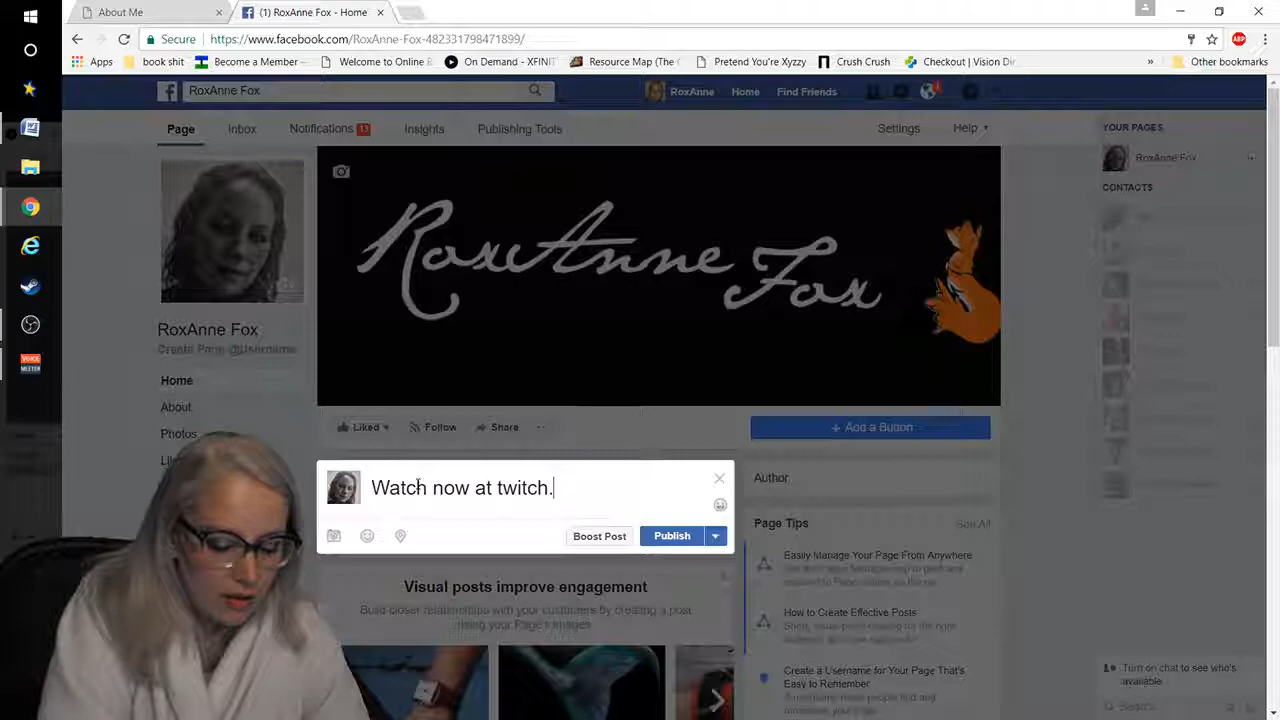 About Me
(1) RoxAnne Fox - Home
Secure
https://www.facebook.com/RoxAnne-Fox-482331798471899/
Apps
book shit
Become a Member
Welcome to Online R
On Demand - XFINIT
Resource Map (The C
Pretend You're Xyzzy
Crush Crush
Checkout | Vision Di
Other bookmarks
RoxAnne Fox
RoxAnne
Home
Find Friends
Page
Inbox
Notifications 13
Insights
Publishing Tools
Settings
Help
YOUR PAGES
RoxAnne Fox
CONTACTS
RoxAnne Fox
RoxAnne Fox
Create Page @Username
Home
About
Photos
Liked
Follow
Share
+ Add a Button
Watch now at twitch.
Boost Post
Publish
Author
Page Tips
See All
Easily Manage Your Page From Anywhere
How to Create Effective Posts
Create a Username for Your Page That's
Easy to Remember
Visual posts improve engagement
Build closer relationships with your customers by creating a post
using your Page's images
Turn on chat to see who's
available.
Search
VOICE
MEETER